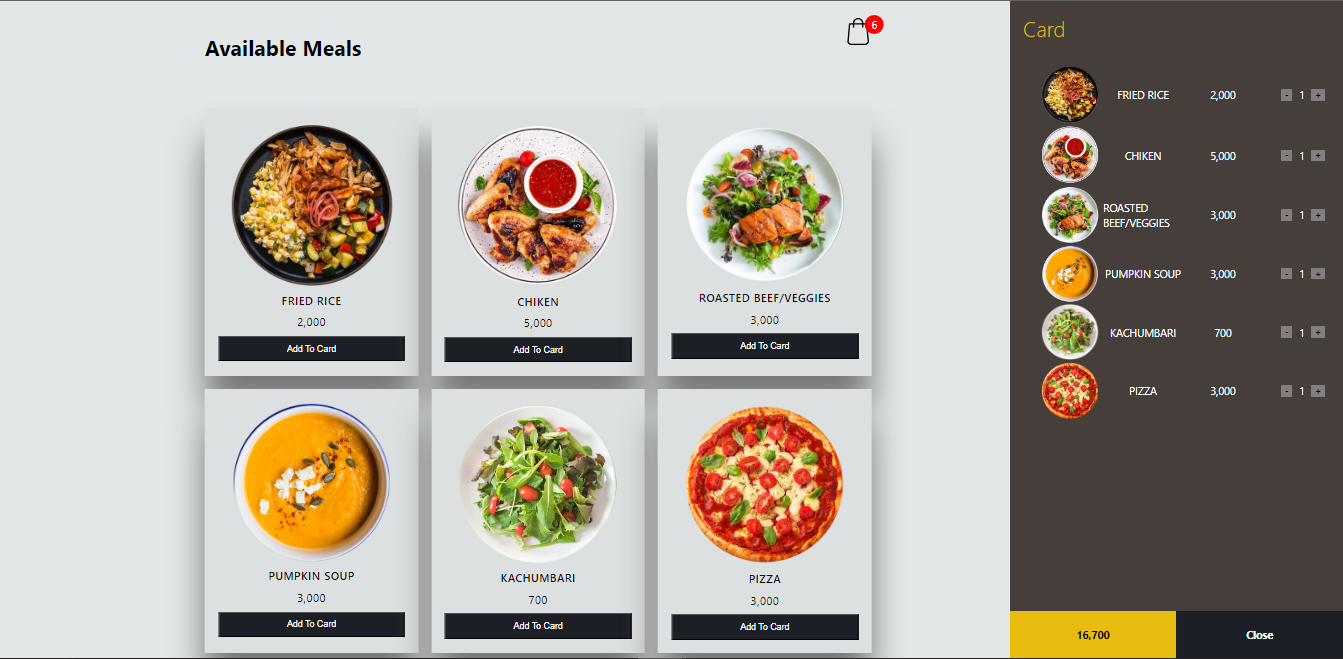 Available Meals
6
FRIED RICE
2,000
Add To Card
CHIKEN
5,000
Add To Card
ROASTED BEEF/VEGGIES
3,000
Add To Card
PUMPKIN SOUP
3,000
Add To Card
KACHUMBARI
700
Add To Card
PIZZA
3,000
Add To Card
Card
FRIED RICE 2,000 - 1 +
CHIKEN 5,000 - 1 +
ROASTED
BEEF/VEGGIES 3,000 - 1 +
PUMPKIN SOUP 3,000 - 1 +
KACHUMBARI 700 - 1 +
PIZZA 3,000 - 1 +
16,700 Close